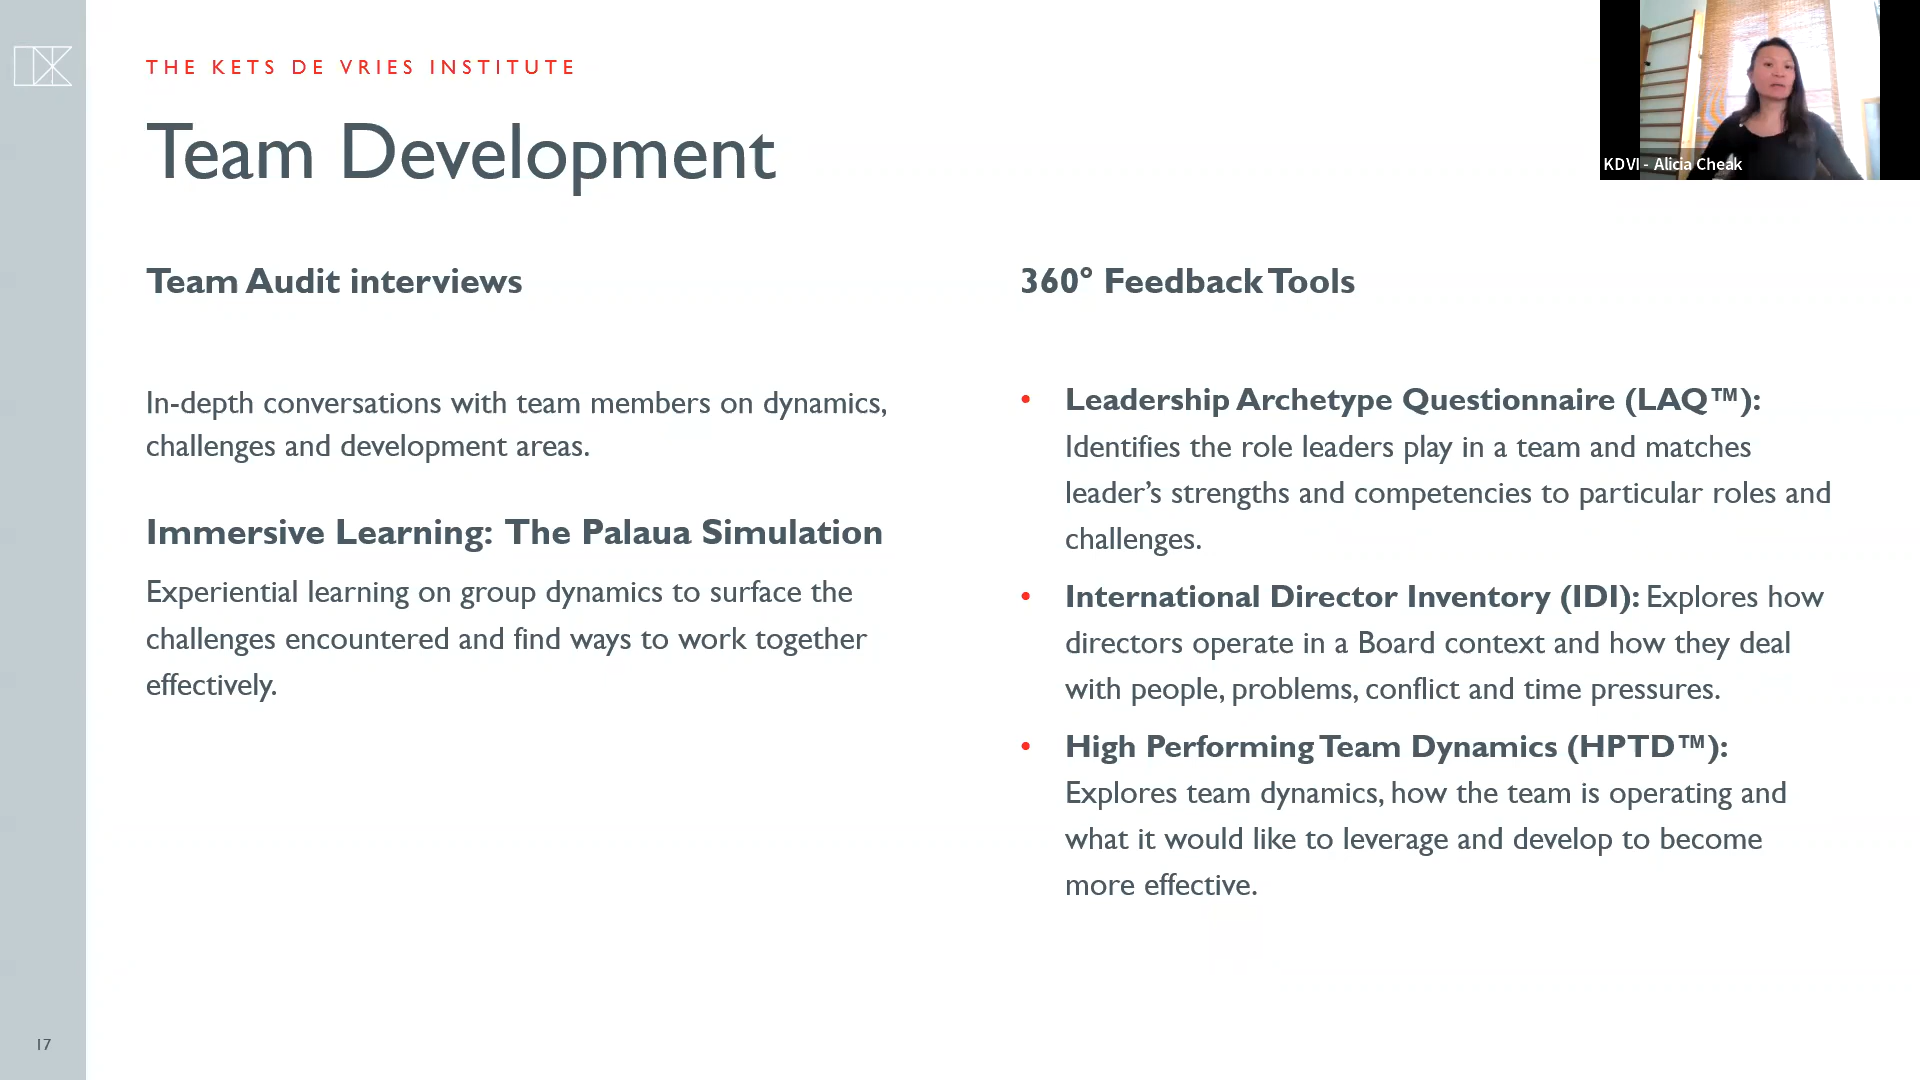 THE KETS DE VRIES INSTITUTE
Team Development
KDVI - Alicia Cheak
Team Audit interviews
In-depth conversations with team members on dynamics,
challenges and development areas.
Immersive Learning: The Palaua Simulation
Experiential learning on group dynamics to surface the
challenges encountered and find ways to work together
effectively.
360° Feedback Tools
• Leadership Archetype Questionnaire (LAQ™):
Identifies the role leaders play in a team and matches
leader’s strengths and competencies to particular roles and
challenges.
• International Director Inventory (IDI): Explores how
directors operate in a Board context and how they deal
with people, problems, conflict and time pressures.
• High Performing Team Dynamics (HPTD™):
Explores team dynamics, how the team is operating and
what it would like to leverage and develop to become
more effective.
17